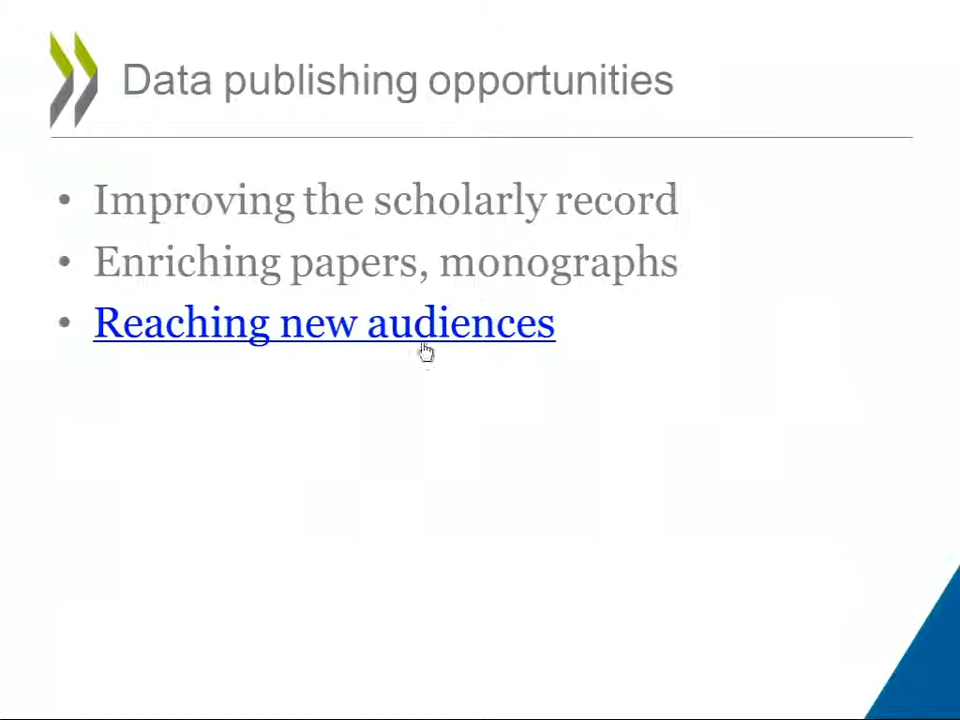 Data publishing opportunities
• Improving the scholarly record
• Enriching papers, monographs
• Reaching new audiences